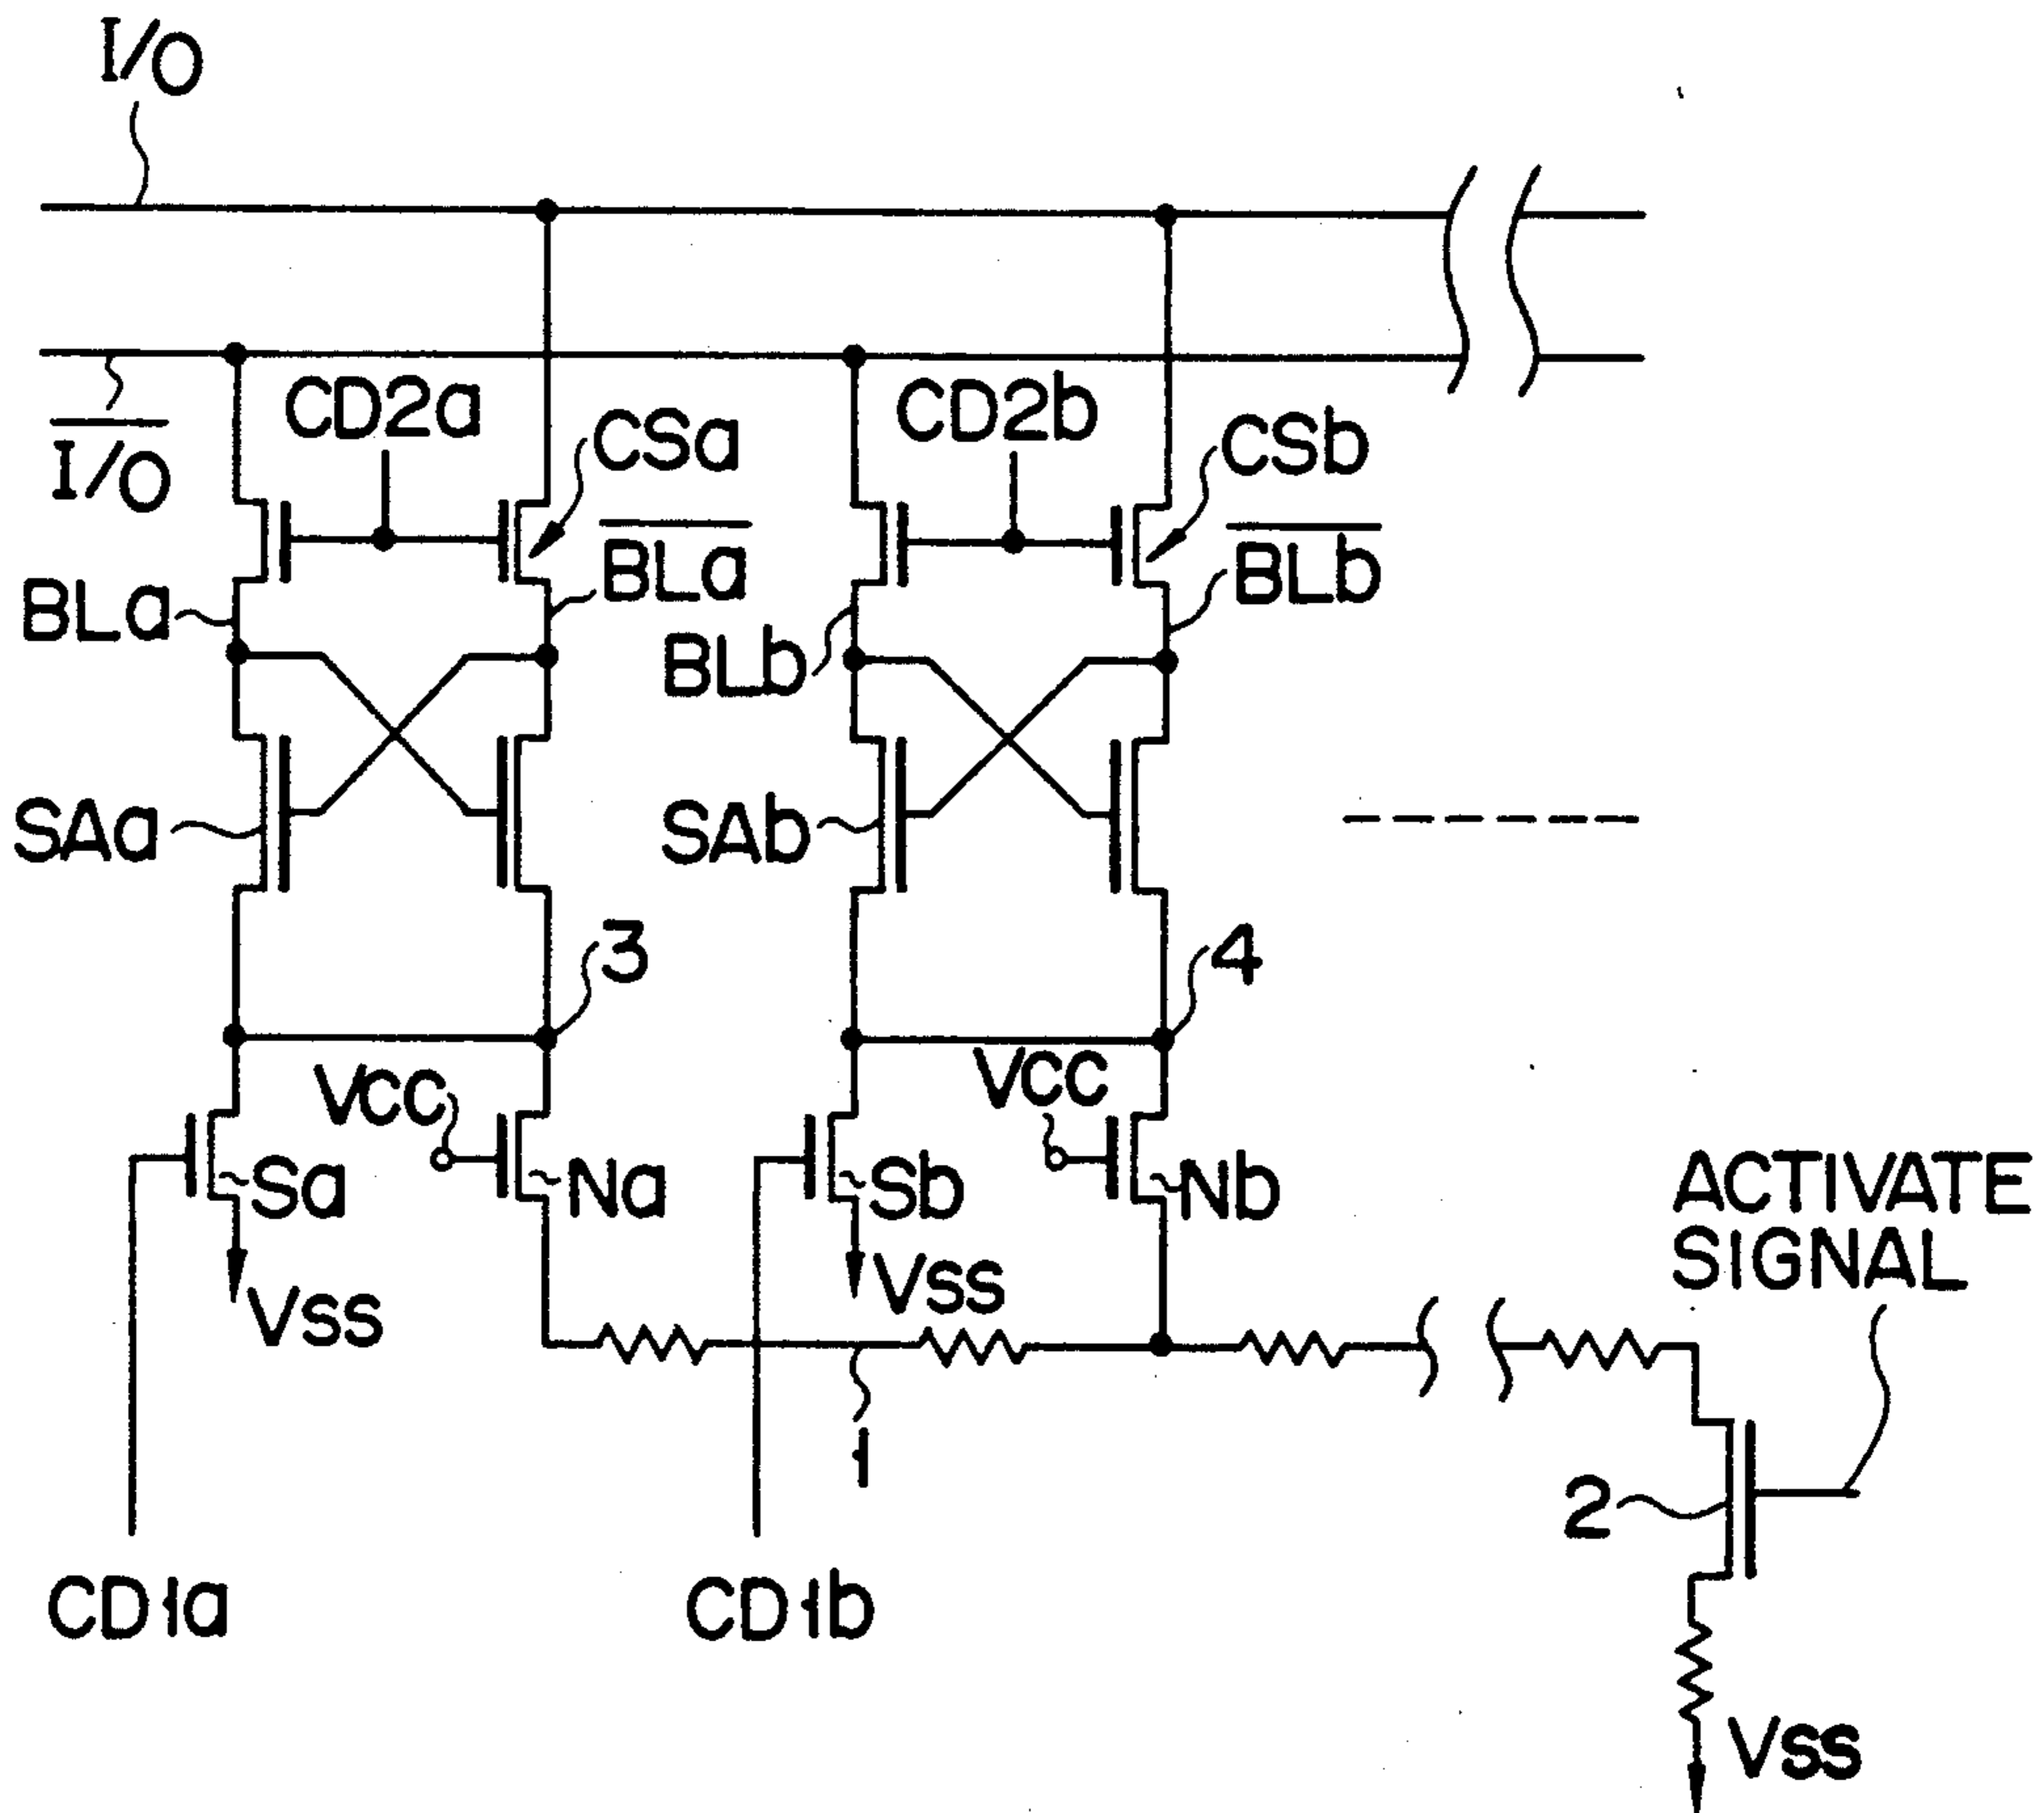 I/O
I/O
CD2a
CSa
CD2b
CSb
BLa
BLa
BLb
BLb
SAa
SAb
3
4
VCC
VCC
Sa
Na
Sb
Nb
ACTIVATE
SIGNAL
VSS
VSS
1
2
CD1a
CD1b
VSS